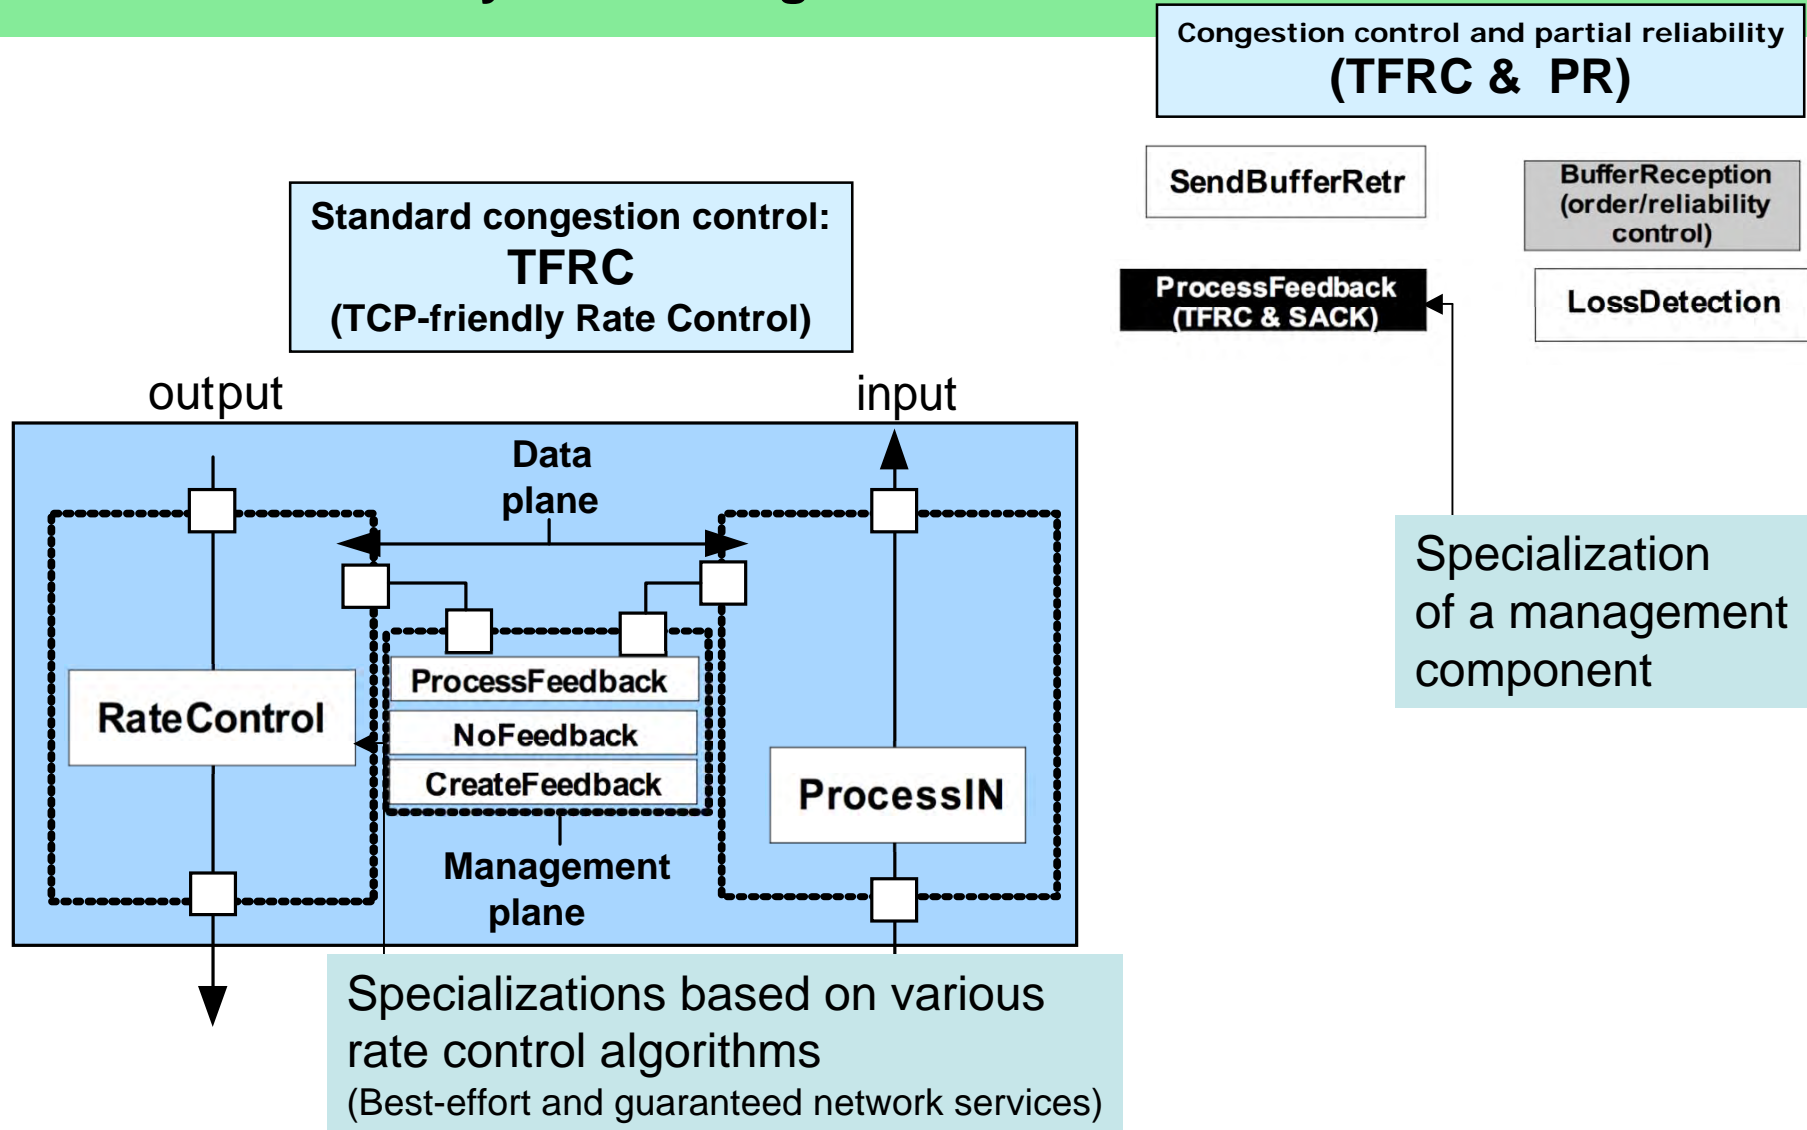 Congestion control and partial reliability
(TFRC & PR)
SendBufferRetr
BufferReception
(order/reliability
control)
ProcessFeedback
(TFRC & SACK)
LossDetection
Standard congestion control:
TFRC
(TCP-friendly Rate Control)
output
input
Data
plane
RateControl
ProcessFeedback
NoFeedback
CreateFeedback
ProcessIN
Management
plane
Specialization
of a management
component
Specializations based on various
rate control algorithms
(Best-effort and guaranteed network services)